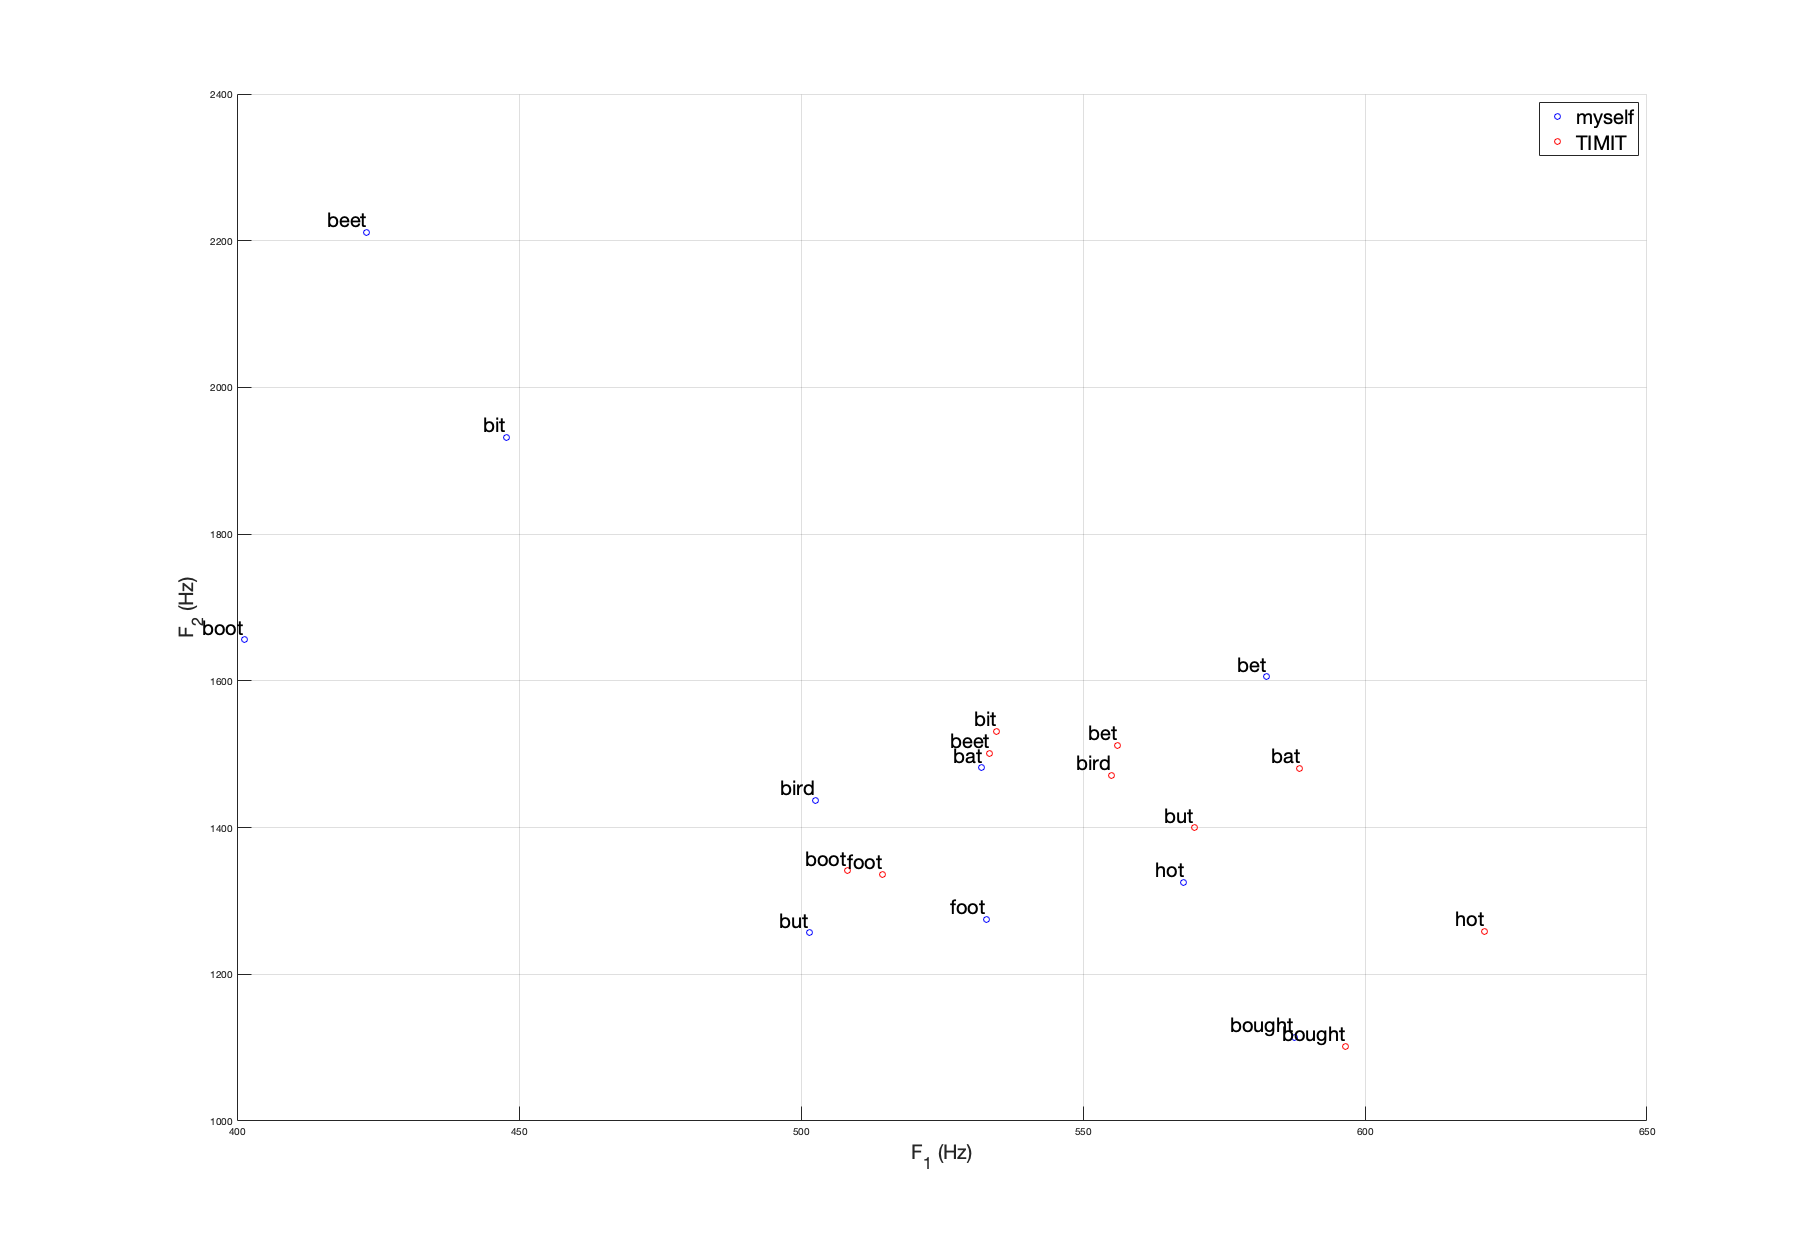 2400
myself
TIMIT
beet
2200
2000
bit
1800
F2 (Hz)
boot
bet
1600
bit
bet
beet
bat
bat
bird
bird
but
1400
boot
foot
hot
foot
hot
but
1200
bought
bought
1000
400
450
500
550
600
650
F1 (Hz)